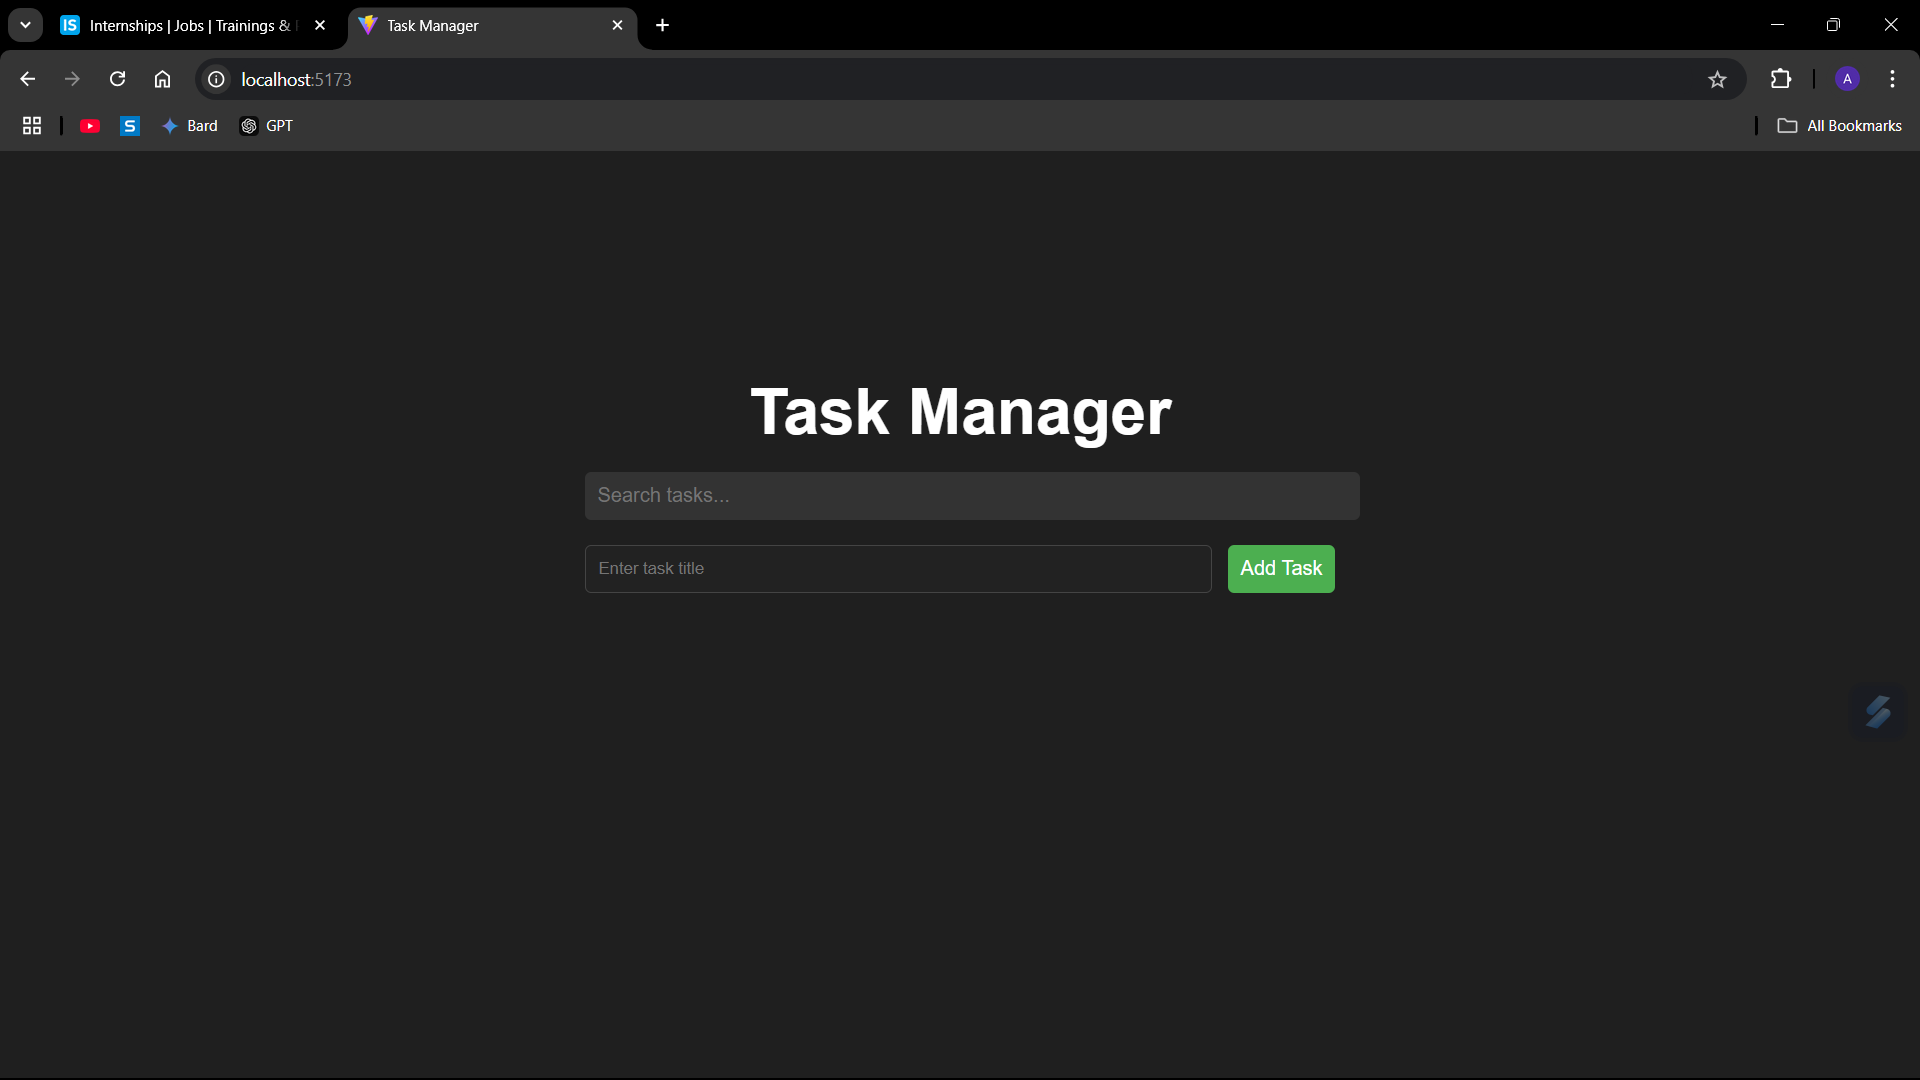 IS Internships | Jobs | Trainings &
Task Manager
localhost:5173
A
S
Bard
GPT
All Bookmarks
Task Manager
Search tasks...
Enter task title
Add Task